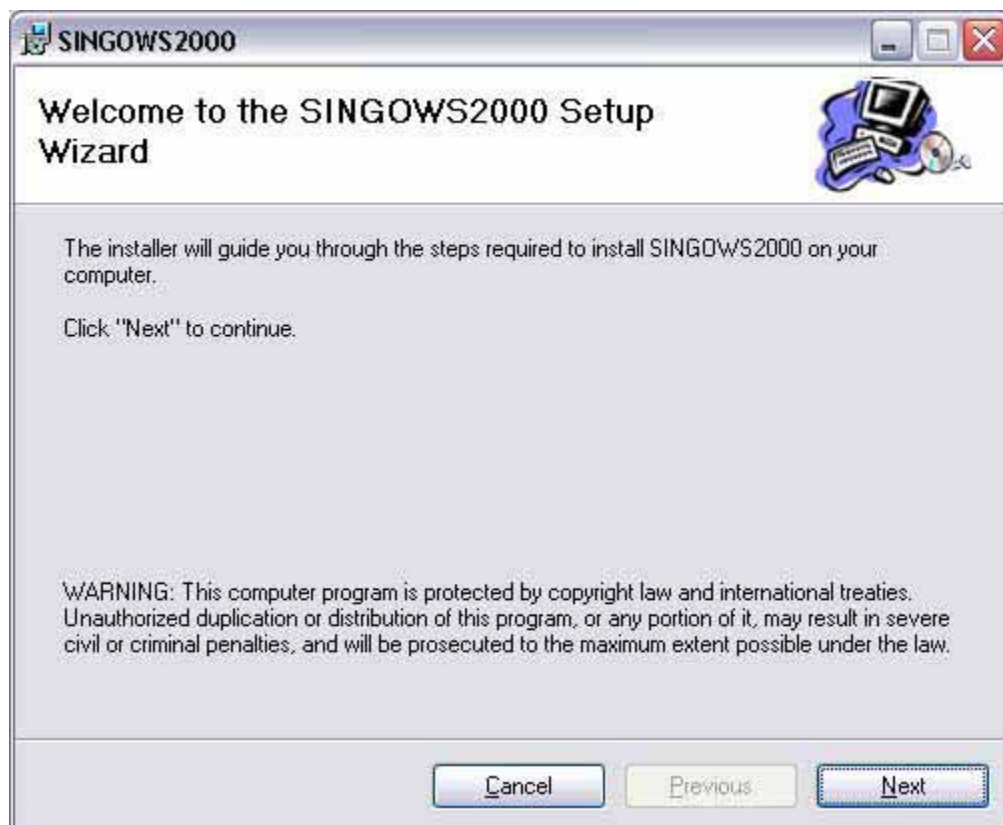 SINGOWS2000
Welcome to the SINGOWS2000 Setup
Wizard
The installer will guide you through the steps required to install SINGOWS2000 on your
computer.
Click "Next" to continue.
WARNING: This computer program is protected by copyright law and international treaties.
Unauthorized duplication or distribution of this program, or any portion of it, may result in severe
civil or criminal penalties, and will be prosecuted to the maximum extent possible under the law.
Cancel Previous Next